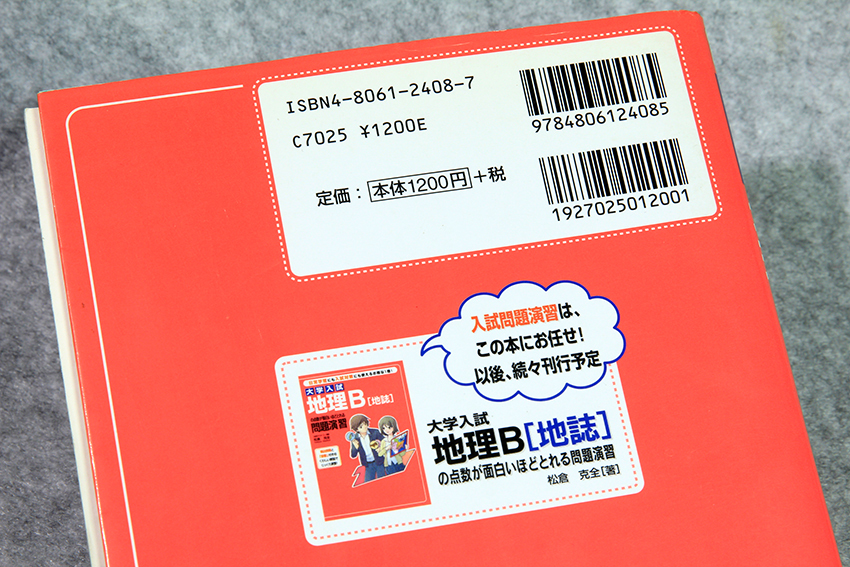 ISBN4-8061-2408-7
C7025 ¥1200E
定価：本体1200円+税
9784806124085
1927025012001
入試問題演習は、
この本にお任せ！
以後、続々刊行予定
大学入試
地理B［地誌］
問題演習
大学入試
地理B［地誌］
の点数が面白いほどとれる問題演習
松倉 克全［著］